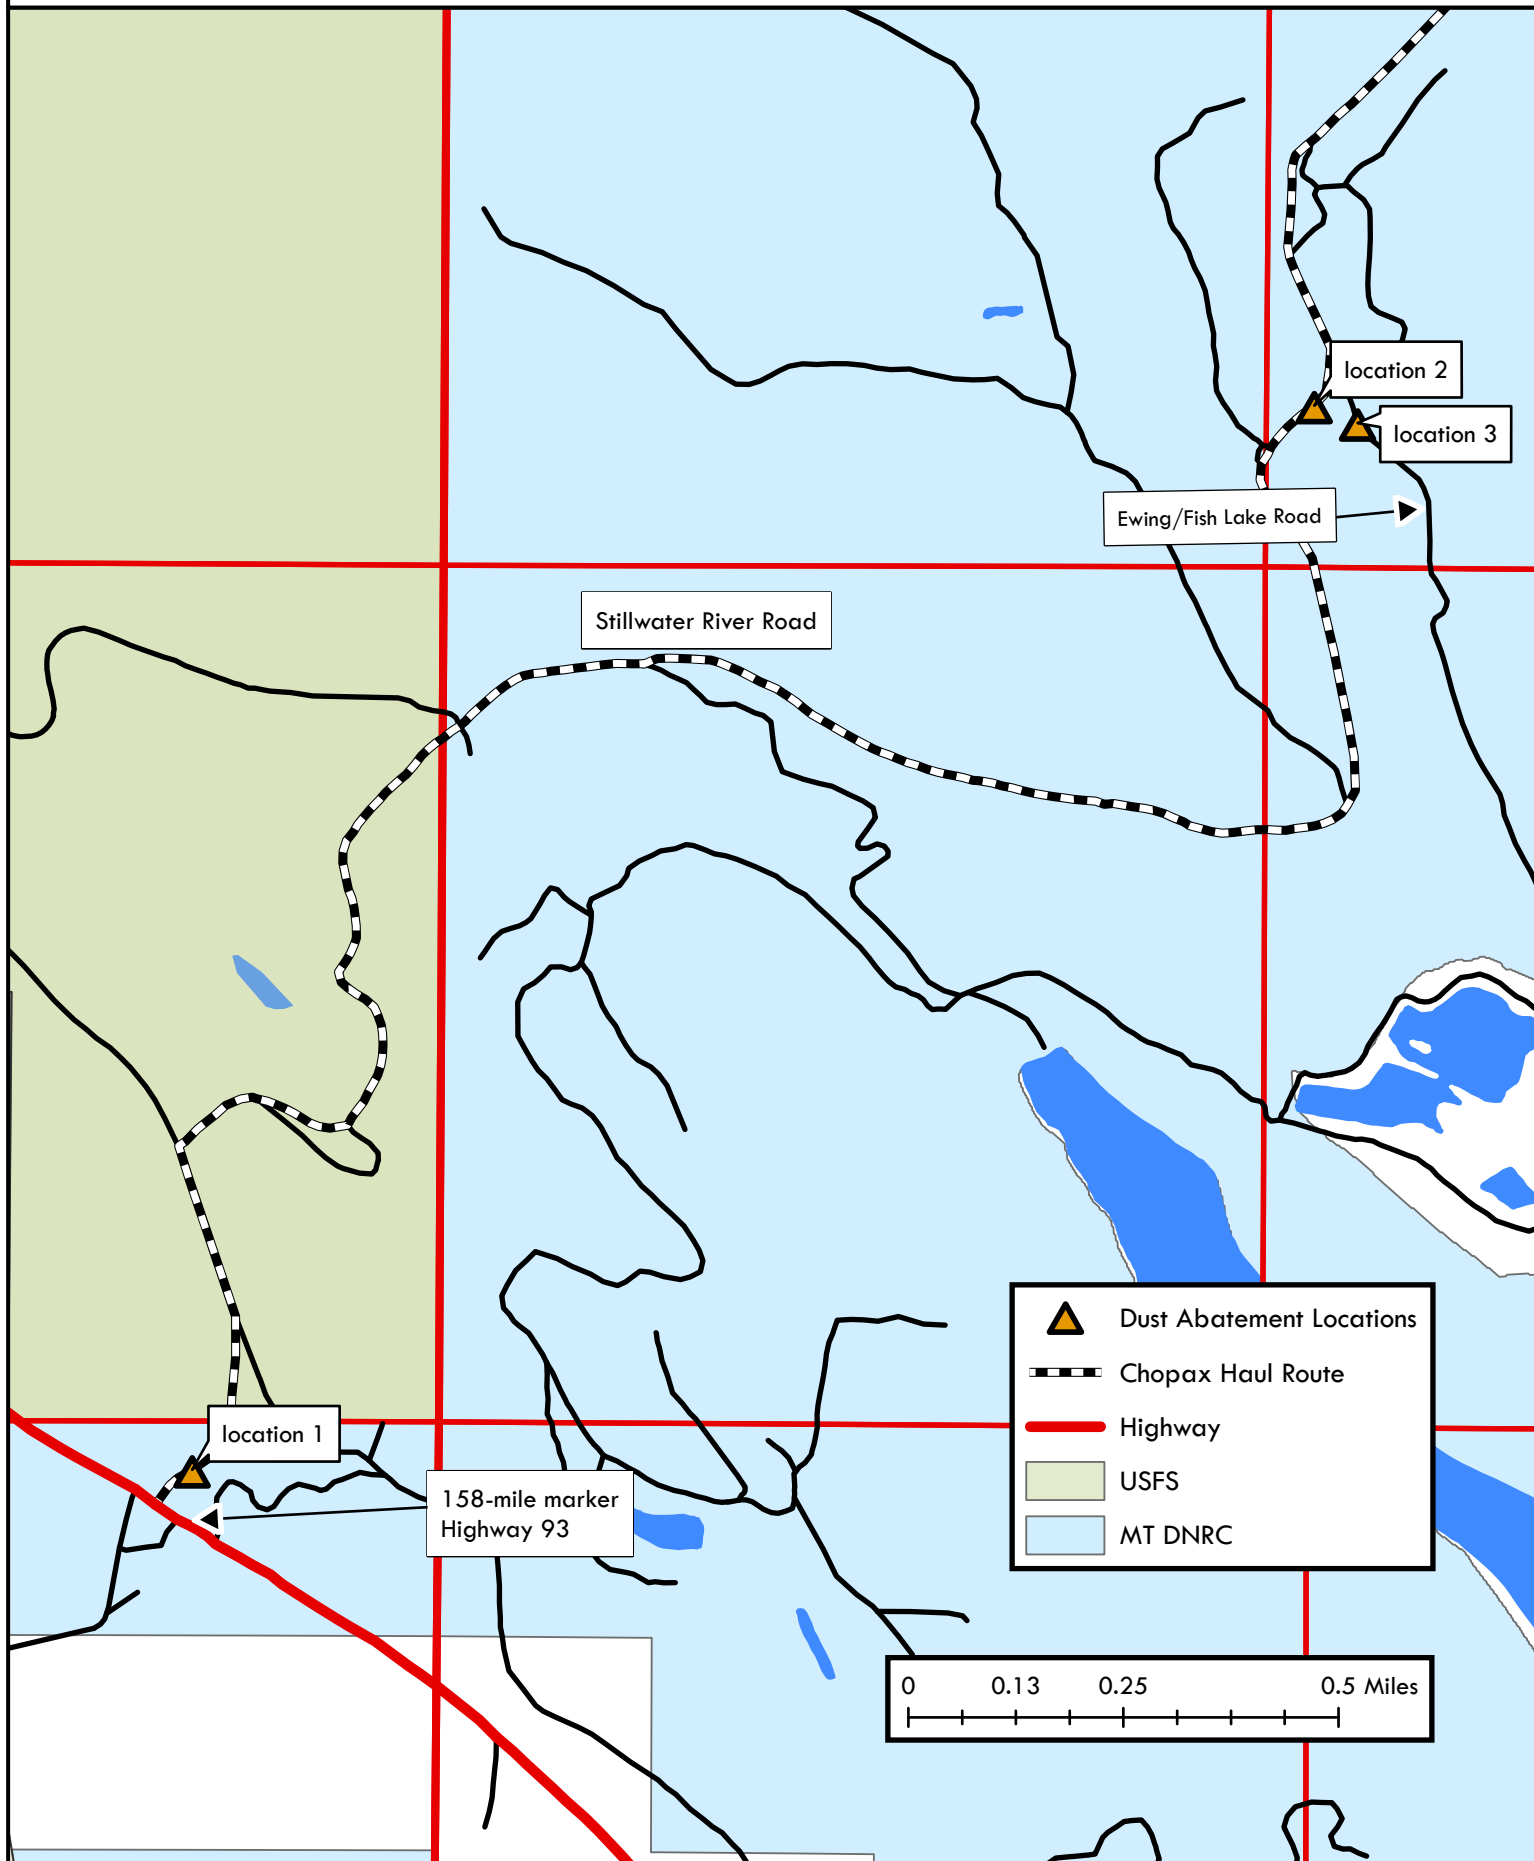 location 2
location 3
Ewing/Fish Lake Road
Stillwater River Road
location 1
158-mile marker
Highway 93
Dust Abatement Locations
Chopax Haul Route
Highway
USFS
MT DNRC
0 0.13 0.25 0.5 Miles